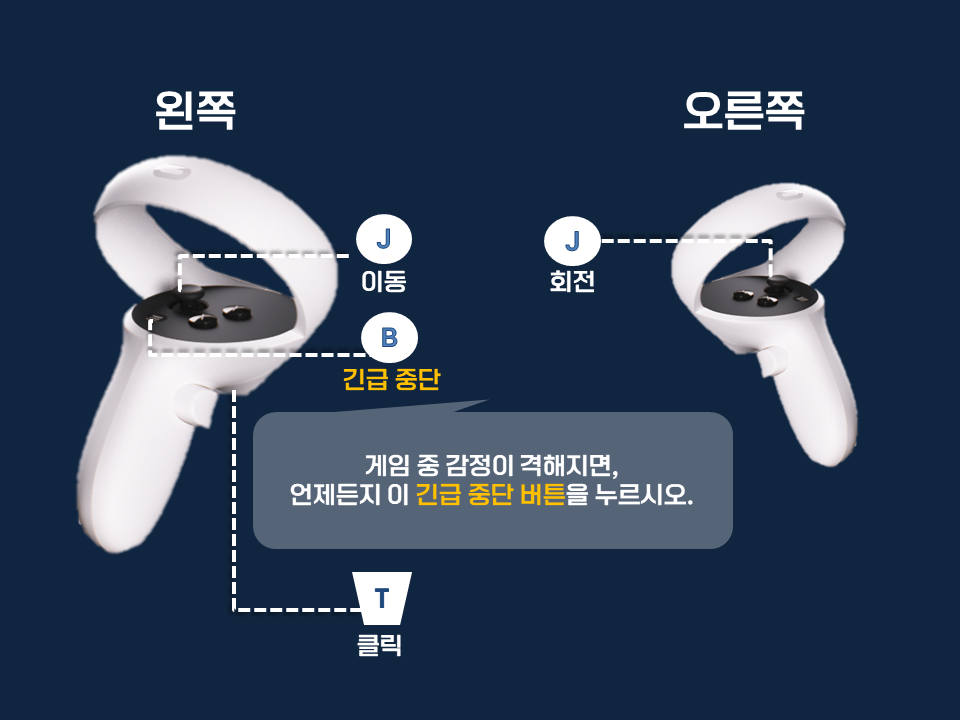 왼쪽
오른쪽
J
이동
J
회전
B
긴급 중단
게임 중 감정이 격해지면,
언제든지 이 긴급 중단 버튼을 누르시오.
T
클릭